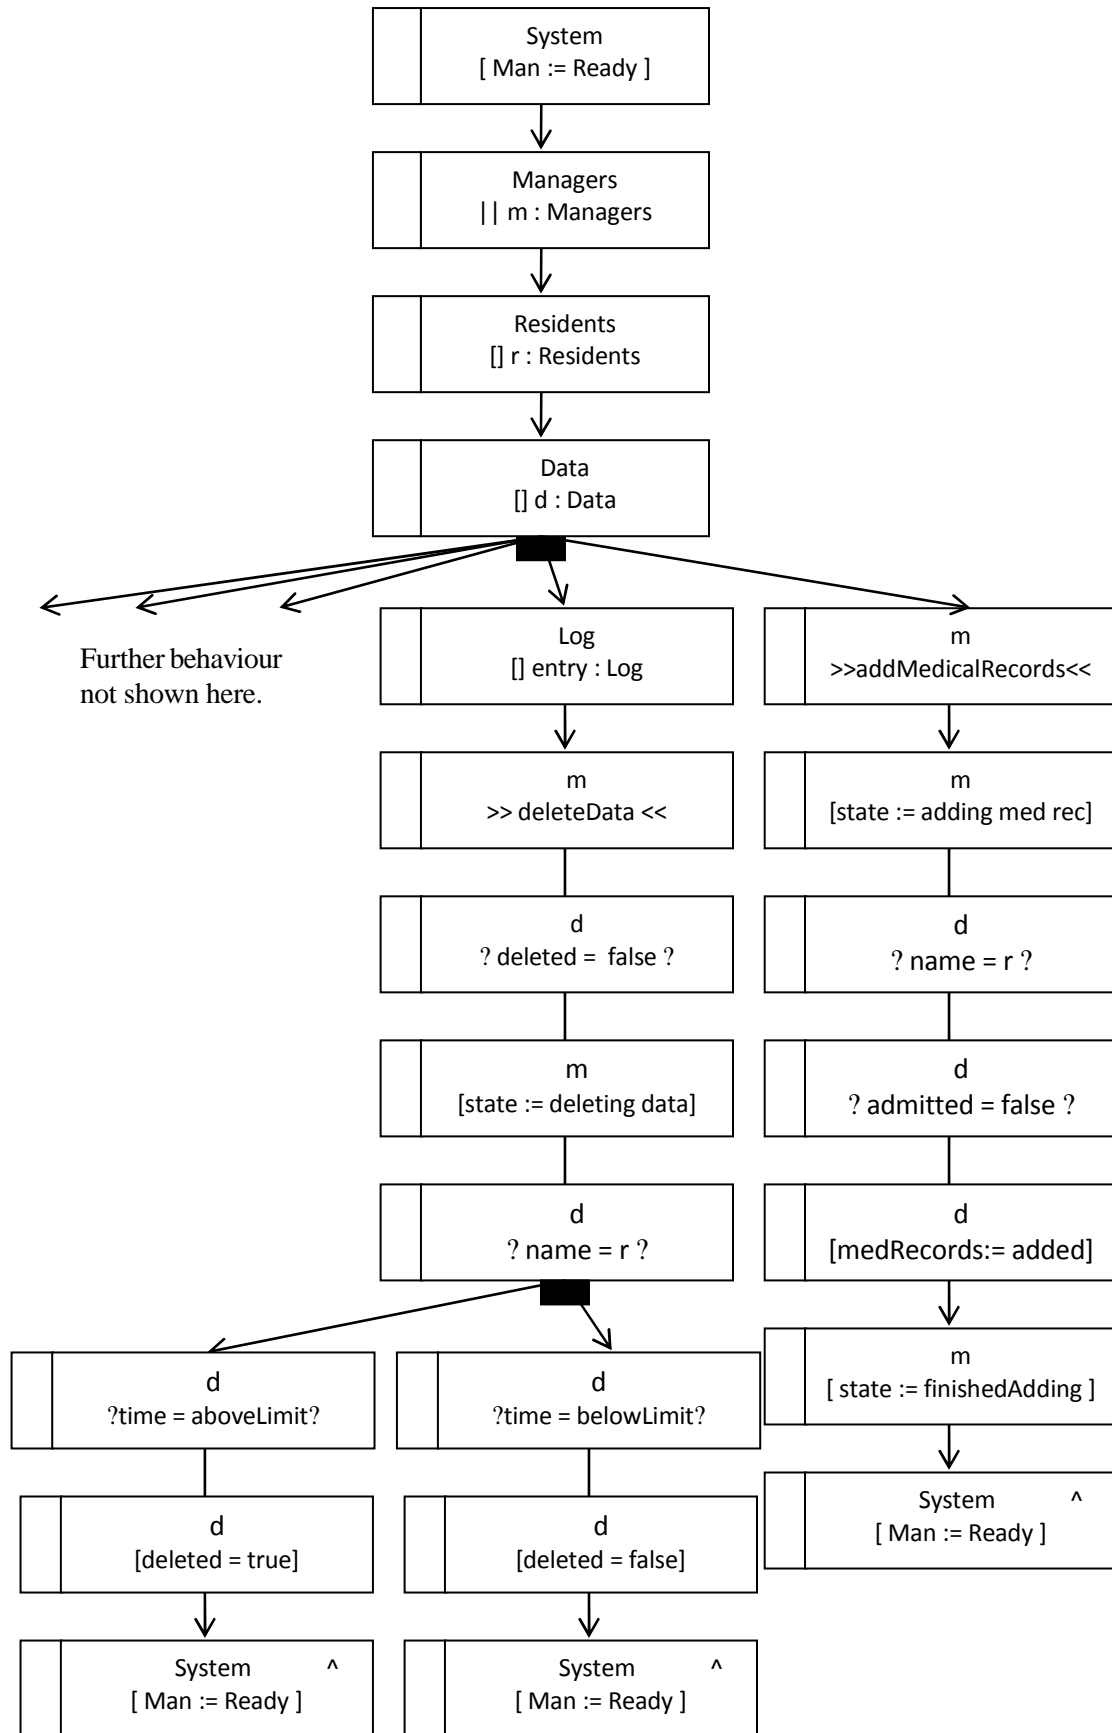 System
[ Man := Ready ]
Managers
|| m : Managers
Residents
[] r : Residents
Data
[] d : Data
Further behaviour
not shown here.
Log
[] entry : Log
m
>>addMedicalRecords<<
m
>> deleteData <<
m
[state := adding med rec]
d
? deleted =  false ?
d
? name = r ?
m
[state := deleting data]
d
? admitted = false ?
d
? name = r ?
d
[medRecords:= added]
d
?time = aboveLimit?
d
?time = belowLimit?
m
[ state := finishedAdding ]
d
[deleted = true]
d
[deleted = false]
System ^
[ Man := Ready ]
System ^
[ Man := Ready ]
System ^
[ Man := Ready ]